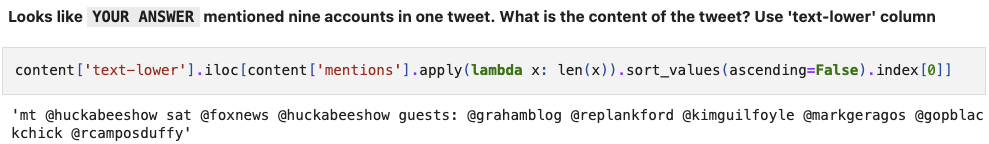 Looks like YOUR ANSWER mentioned nine accounts in one tweet. What is the content of the tweet? Use 'text-lower' column
content['text-lower'].iloc[content['mentions'].apply(lambda x: len(x)).sort_values(ascending=False).index[0]]
'mt @huckabeeshow sat @foxnews @huckabeeshow guests: @grahamblog @replankford @kimguilfoyle @markgeragos @gopblac
kchick @rcamposduffy'